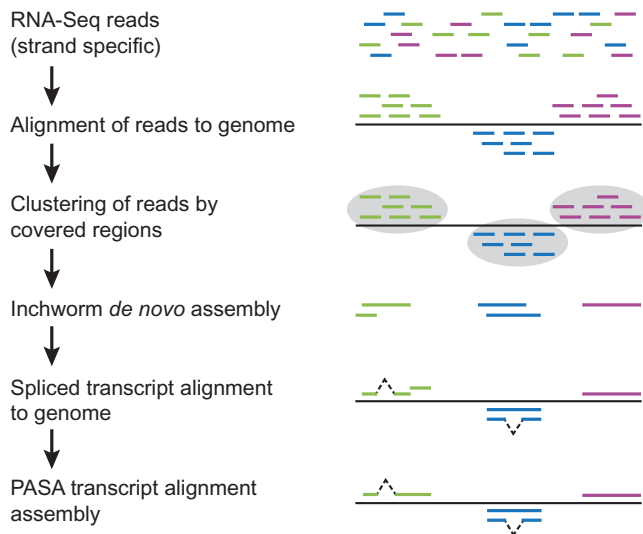 RNA-Seq reads
(strand specific)
Alignment of reads to genome
Clustering of reads by
covered regions
Inchworm de novo assembly
Spliced transcript alignment
to genome
PASA transcript alignment
assembly